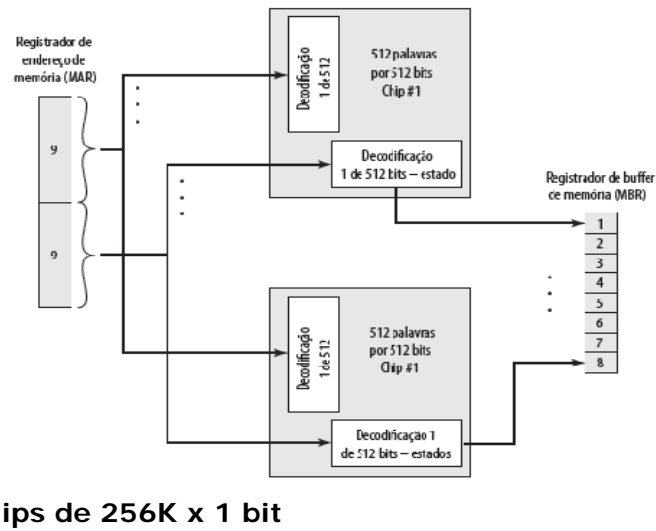 Registrador de
endereço de
memória (MAR)
9
9
Decodificação
1 de 512
512 palavras
por 512 bits
Chip #1
Decodificação
1 de 512 bits – estado
Registrador de buffer
de memória (MBR)
1
2
3
4
5
6
7
8
Decodificação
1 de 512
512 palavras
por 512 bits
Chip #1
Decodificação 1
de 512 bits – estados
ips de 256K x 1 bit